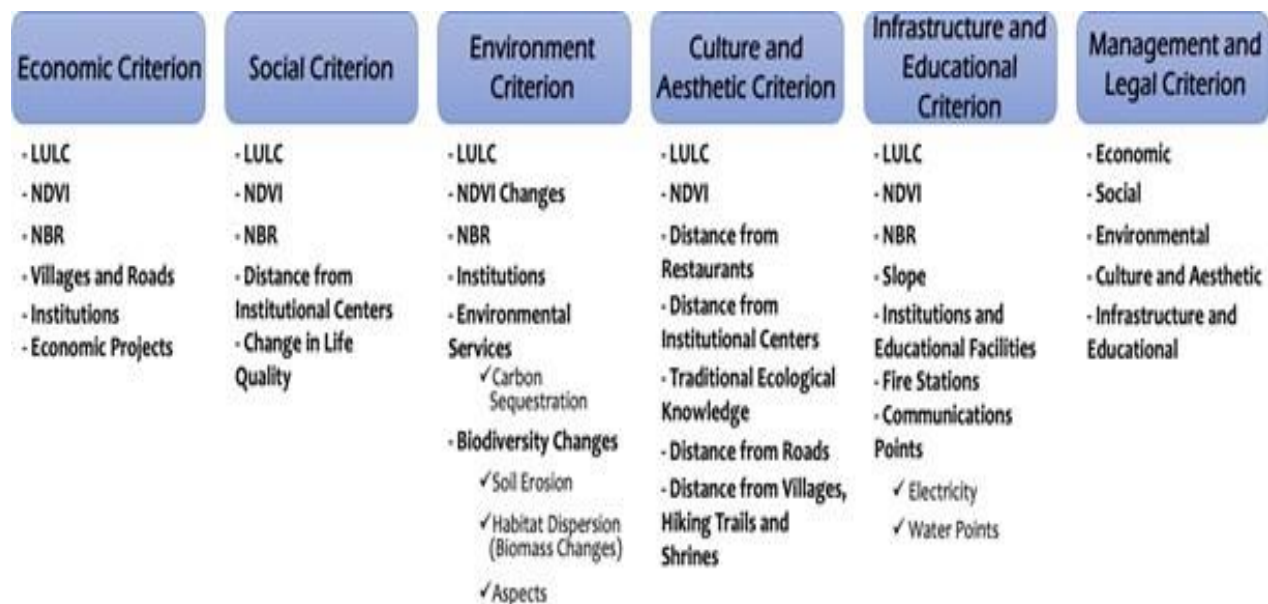 Economic Criterion
- LULC
- NDVI
- NBR
- Villages and Roads
- Institutions
- Economic Projects
Social Criterion
- LULC
- NDVI
- NBR
- Distance from
Institutional Centers
- Change in Life
Quality
Environment
Criterion
- LULC
- NDVI Changes
- NBR
- Institutions
- Environmental
Services
✓Carbon
Sequestration
- Biodiversity Changes
✓Soil Erosion
✓Habitat Dispersion
(Biomass Changes)
✓Aspects
Culture and
Aesthetic Criterion
- LULC
- NDVI
- Distance from
Restaurants
- Distance from
Institutional Centers
- Traditional Ecological
Knowledge
- Distance from Roads
- Distance from Villages,
Hiking Trails and
Shrines
Infrastructure and
Educational
Criterion
- LULC
- NDVI
- NBR
- Slope
- Institutions and
Educational Facilities
- Fire Stations
- Communications
Points
✓ Electricity
✓ Water Points
Management and
Legal Criterion
- Economic
- Social
- Environmental
- Culture and Aesthetic
- Infrastructure and
Educational